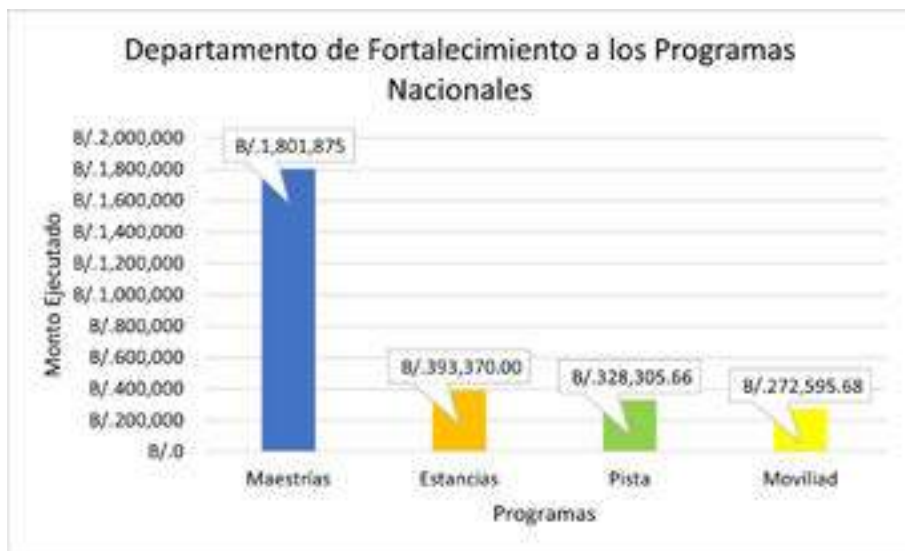 Departamento de Fortalecimiento a los Programas
Nacionales
Monto Ejecutado
B/.2,000,000
B/.1,800,000
B/.1,600,000
B/.1,400,000
B/.1,200,000
B/.1,000,000
B/.800,000
B/.600,000
B/.400,000
B/.200,000
B/.0
B/.1,801,875
B/.393,370.00
B/.328,305.66
B/.272,595.68
Maestrías
Estancias
Pista
Moviliad
Programas